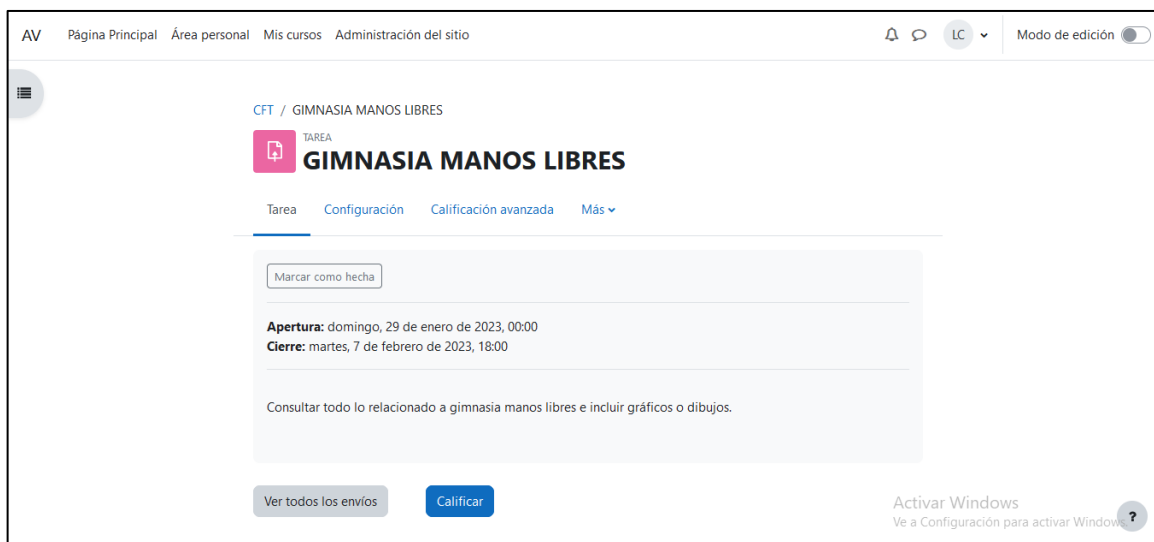 AV Página Principal Área personal Mis cursos Administración del sitio LC Modo de edición
CFT / GIMNASIA MANOS LIBRES
TAREA
GIMNASIA MANOS LIBRES
Tarea Configuración Calificación avanzada Más
Marcar como hecha
Apertura: domingo, 29 de enero de 2023, 00:00
Cierre: martes, 7 de febrero de 2023, 18:00
Consultar todo lo relacionado a gimnasia manos libres e incluir gráficos o dibujos.
Ver todos los envíos Calificar
Activar Windows
Ve a Configuración para activar Windows. ?